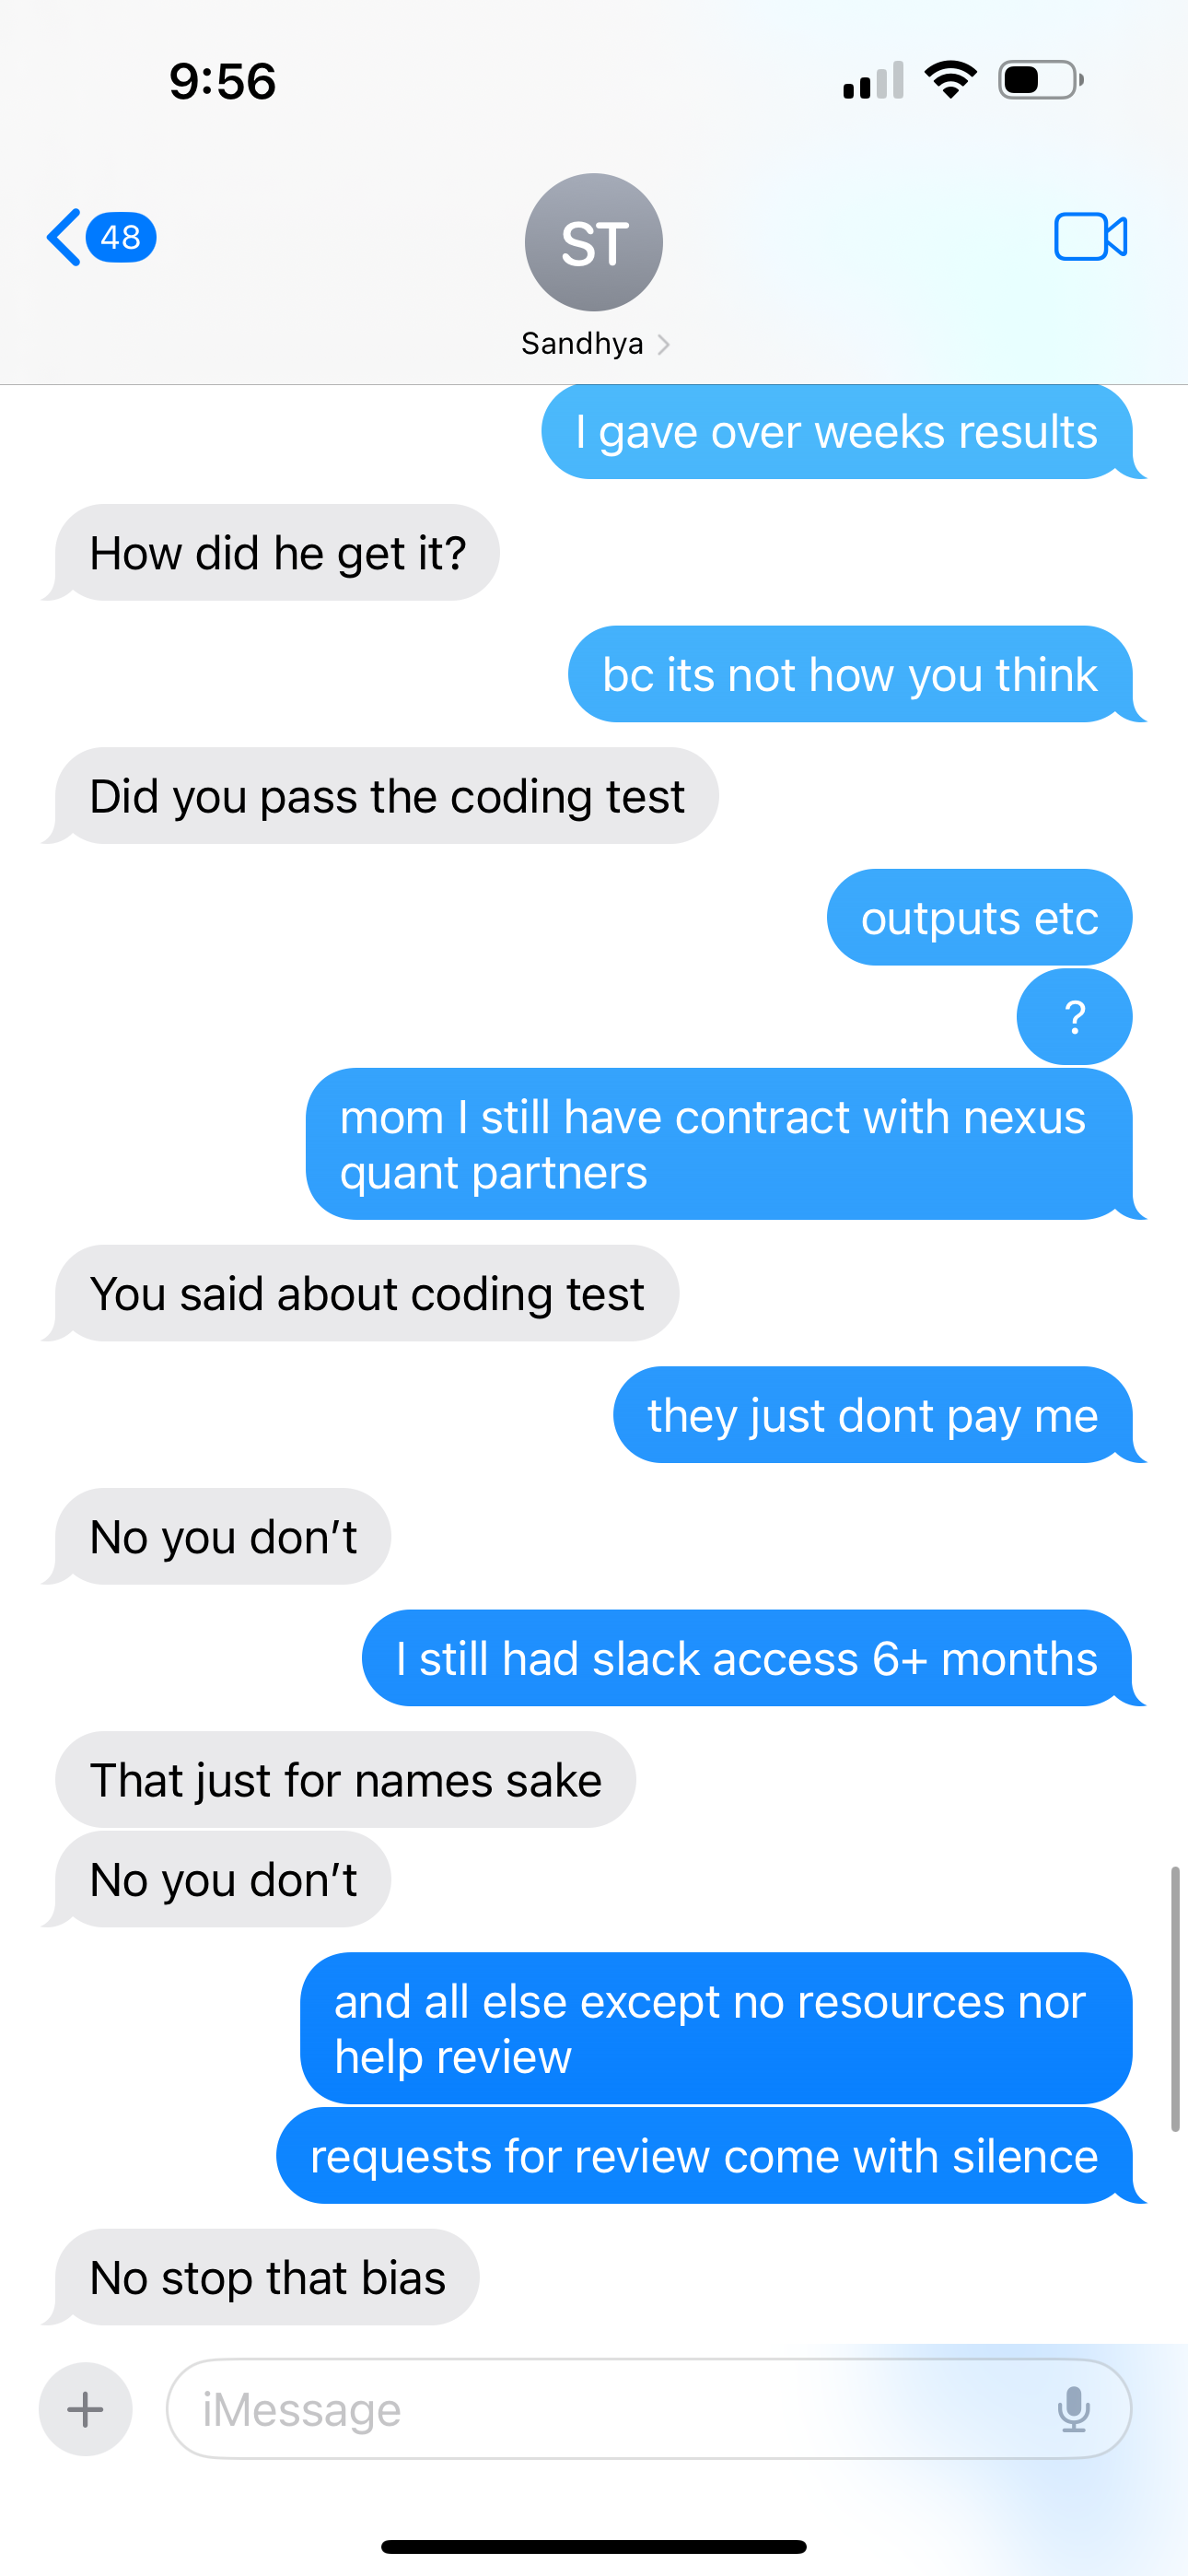 9:56
48
ST
Sandhya
I gave over weeks results
How did he get it?
bc its not how you think
Did you pass the coding test
outputs etc
?
mom I still have contract with nexus
quant partners
You said about coding test
they just dont pay me
No you don’t
I still had slack access 6+ months
That just for names sake
No you don’t
and all else except no resources nor
help review
requests for review come with silence
No stop that bias
iMessage